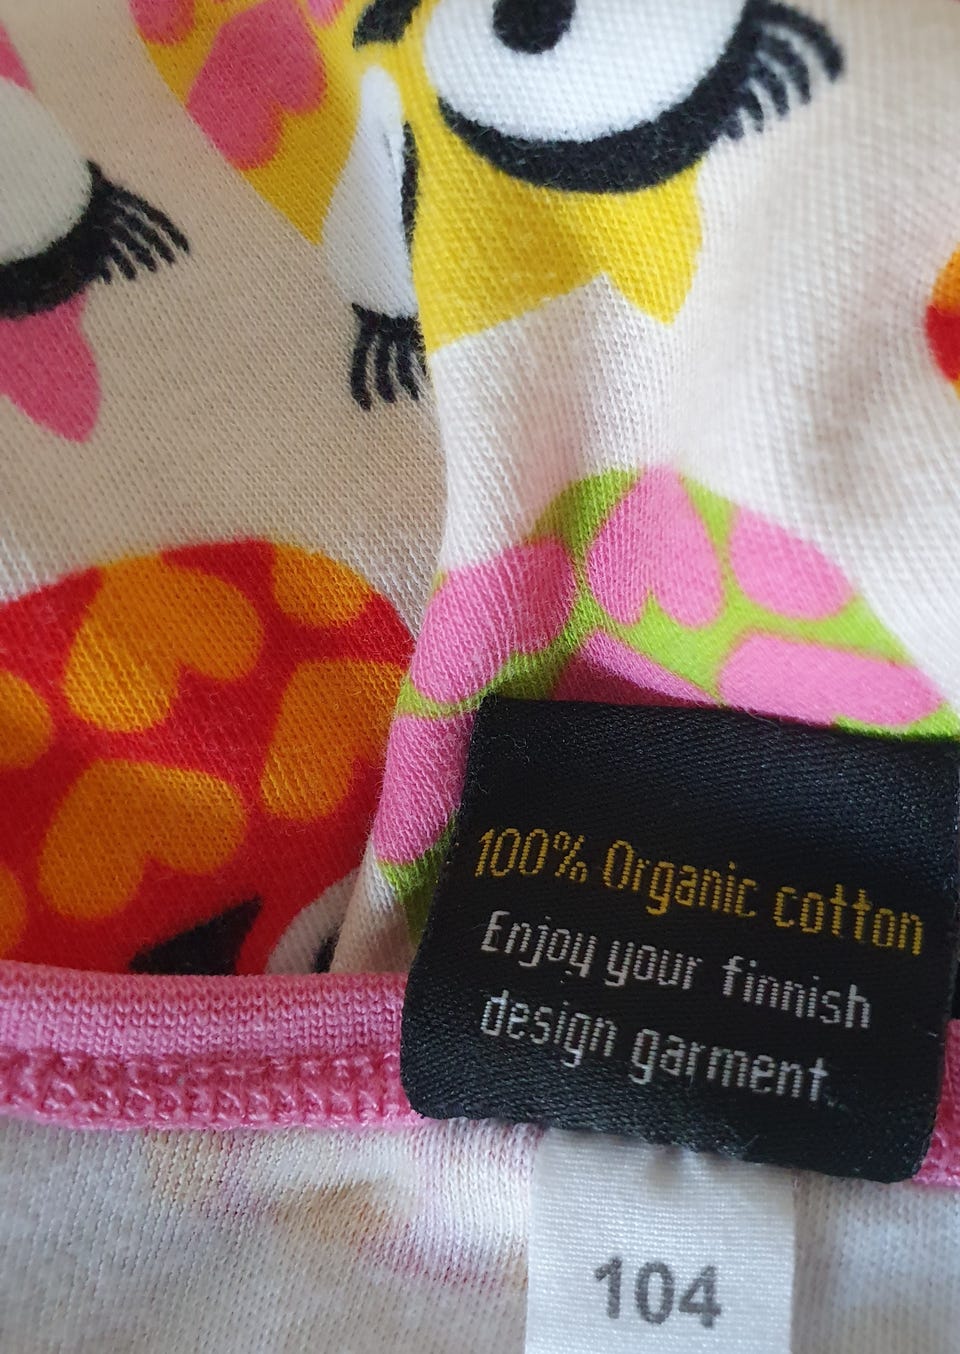 100% Organic cotton
Enjoy your finnish
design garment.
104